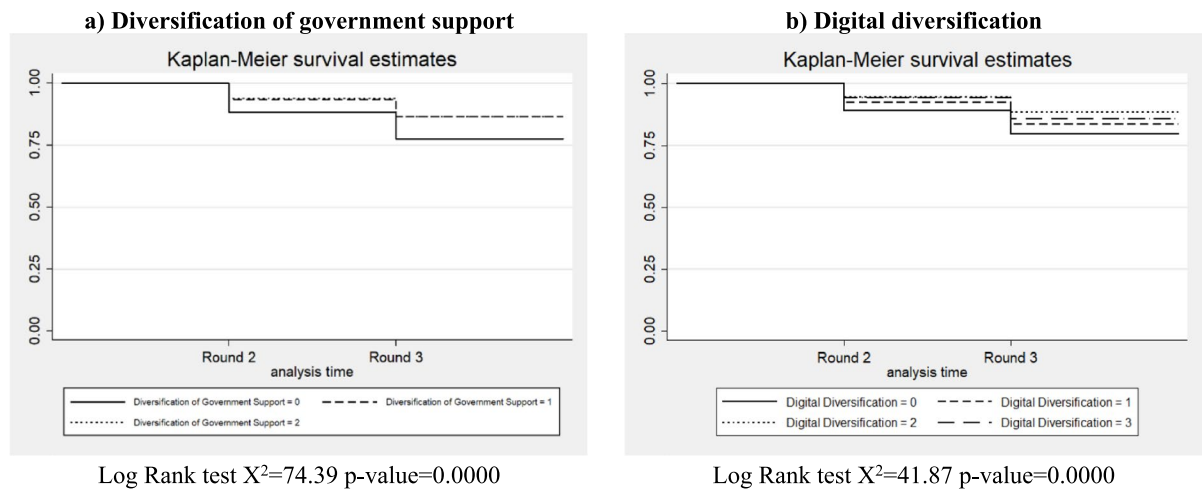 a) Diversification of government support
Kaplan-Meier survival estimates
1.00
0.75
0.50
0.25
0.00
Round 2
Round 3
analysis time
Diversification of Government Support = 0
Diversification of Government Support = 1
Diversification of Government Support = 2
Log Rank test X²=74.39 p-value=0.0000
b) Digital diversification
Kaplan-Meier survival estimates
1.00
0.75
0.50
0.25
0.00
Round 2
Round 3
analysis time
Digital Diversification = 0
Digital Diversification = 1
Digital Diversification = 2
Digital Diversification = 3
Log Rank test X²=41.87 p-value=0.0000